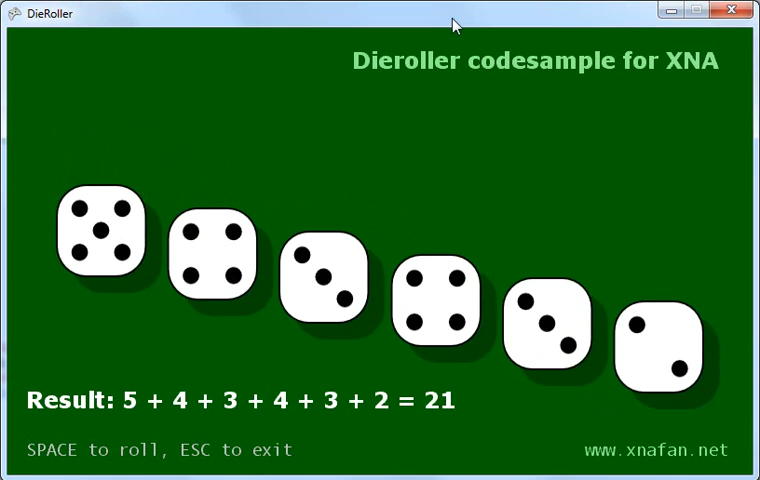 DieRoller
Dieroller codesample for XNA
Result: 5 + 4 + 3 + 4 + 3 + 2 = 21
SPACE to roll, ESC to exit
www.xnafan.net